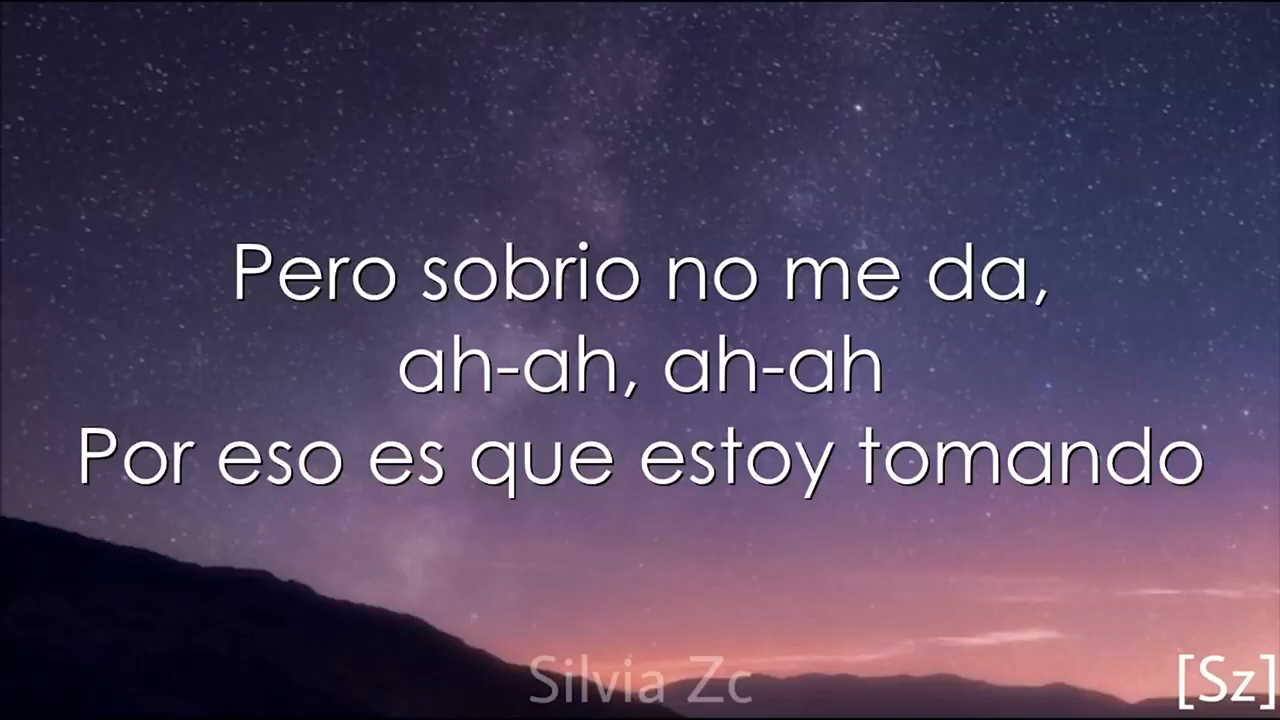 Pero sobrio no me da,
ah-ah, ah-ah
Por eso es que estoy tomando
Silvia Zc
[Sz]